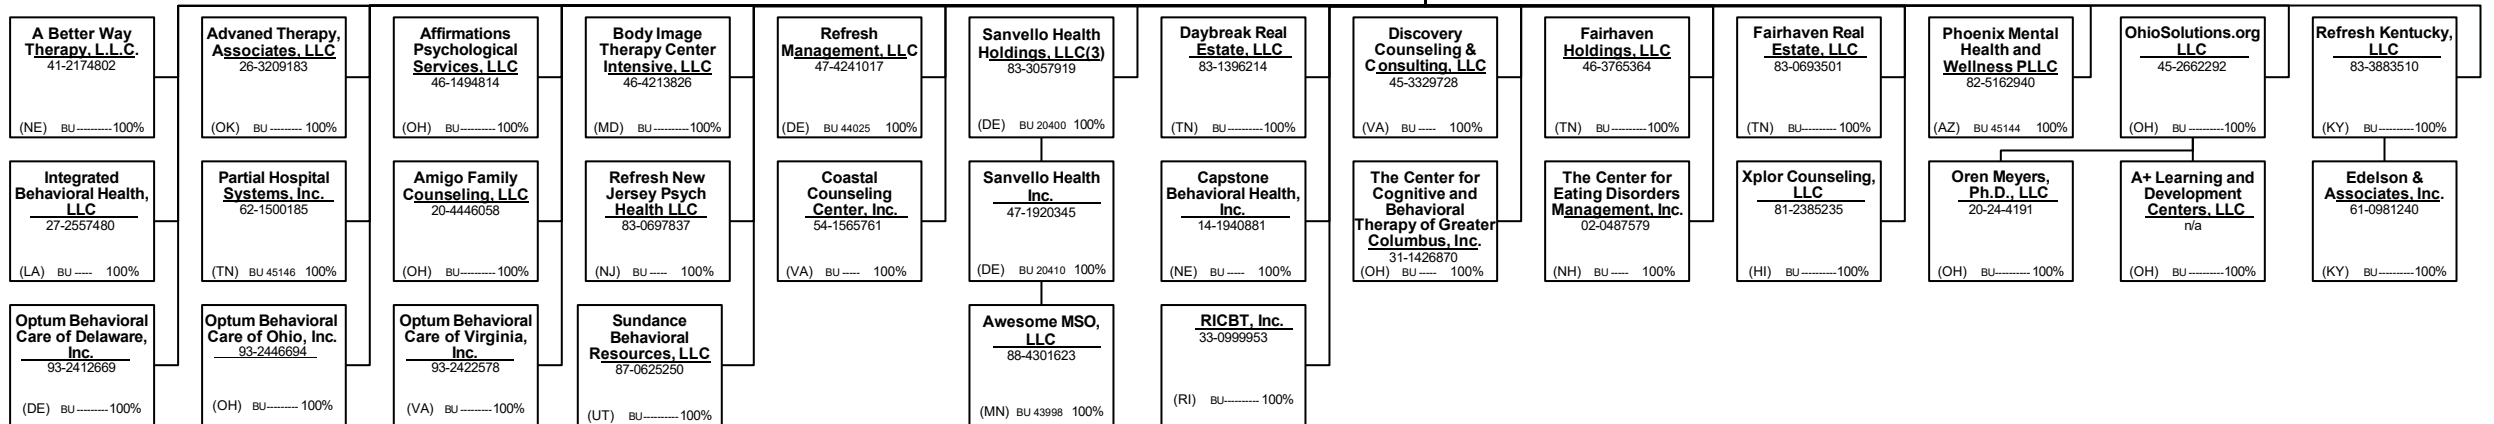 A Better Way
Therapy, L.L.C.
41-2174802
(NE) BU----------100%
Advaned Therapy,
Associates, LLC
26-3209183
(OK) BU --------- 100%
Affirmations
Psychological
Services, LLC
46-1494814
(OH) BU----------100%
Body Image
Therapy Center
Intensive, LLC
46-4213826
(MD) BU----------100%
Refresh
Management, LLC
47-4241017
(DE) BU 44025 100%
Sanvello Health
Holdings, LLC(3)
83-3057919
(DE) BU 20400 100%
Daybreak Real
Estate, LLC
83-1396214
(TN) BU----------100%
Discovery
Counseling &
Consulting, LLC
45-3329728
(VA) BU ----- 100%
Fairhaven
Holdings, LLC
46-3765364
(TN) BU----------100%
Fairhaven Real
Estate, LLC
83-0693501
(TN) BU---------100%
Phoenix Mental
Health and
Wellness PLLC
82-5162940
(AZ) BU 45144 100%
OhioSolutions.org
LLC
45-2662292
(OH) BU ----------100%
Refresh Kentucky,
LLC
83-3883510
(KY) BU----------100%
Integrated
Behavioral Health,
LLC
27-2557480
(LA) BU ----- 100%
Partial Hospital
Systems, Inc.
62-1500185
(TN) BU 45146 100%
Amigo Family
Counseling, LLC
20-4446058
(OH) BU----------100%
Refresh New
Jersey Psych
Health LLC
83-0697837
(NJ) BU ----- 100%
Coastal
Counseling
Center, Inc.
54-1565761
(VA) BU ----- 100%
Sanvello Health
Inc.
47-1920345
(DE) BU 20410 100%
Capstone
Behavioral Health,
Inc.
14-1940881
(NE) BU ----- 100%
The Center for
Cognitive and
Behavioral
Therapy of Greater
Columbus, Inc.
31-1426870
(OH) BU ----- 100%
The Center for
Eating Disorders
Management, Inc.
02-0487579
(NH) BU ----- 100%
Xplor Counseling,
LLC
81-2385235
(HI) BU----------100%
Oren Meyers,
Ph.D., LLC
20-24-4191
(OH) BU---------100%
A+ Learning and
Development
Centers, LLC
n/a
(OH) BU ----------100%
Edelson &
Associates, Inc.
61-0981240
(KY) BU----------100%
Optum Behavioral
Care of Delaware,
Inc.
93-2412669
(DE) BU --------- 100%
Optum Behavioral
Care of Ohio, Inc.
93-2446694
(OH) BU--------- 100%
Optum Behavioral
Care of Virginia,
Inc.
93-2422578
(VA) BU ---------100%
Sundance
Behavioral
Resources, LLC
87-0625250
(UT) BU----------100%
Awesome MSO,
LLC
88-4301623
(MN) BU 43998 100%
RICBT, Inc.
33-0999953
(RI) BU---------- 100%